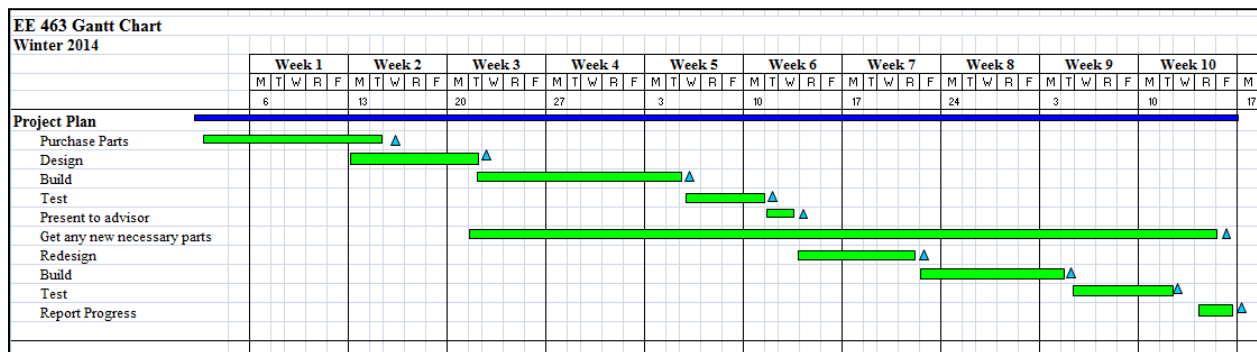 EE 463 Gantt Chart
Winter 2014
Week 1 Week 2 Week 3 Week 4 Week 5 Week 6 Week 7 Week 8 Week 9 Week 10
M T W R F M T W R F M T W R F M T W R F M T W R F M T W R F M T W R F M T W R F M T W R F M T W R F M
6 13 20 27 3 10 17 24 3 10 17
Project Plan
Purchase Parts
Design
Build
Test
Present to advisor
Get any new necessary parts
Redesign
Build
Test
Report Progress